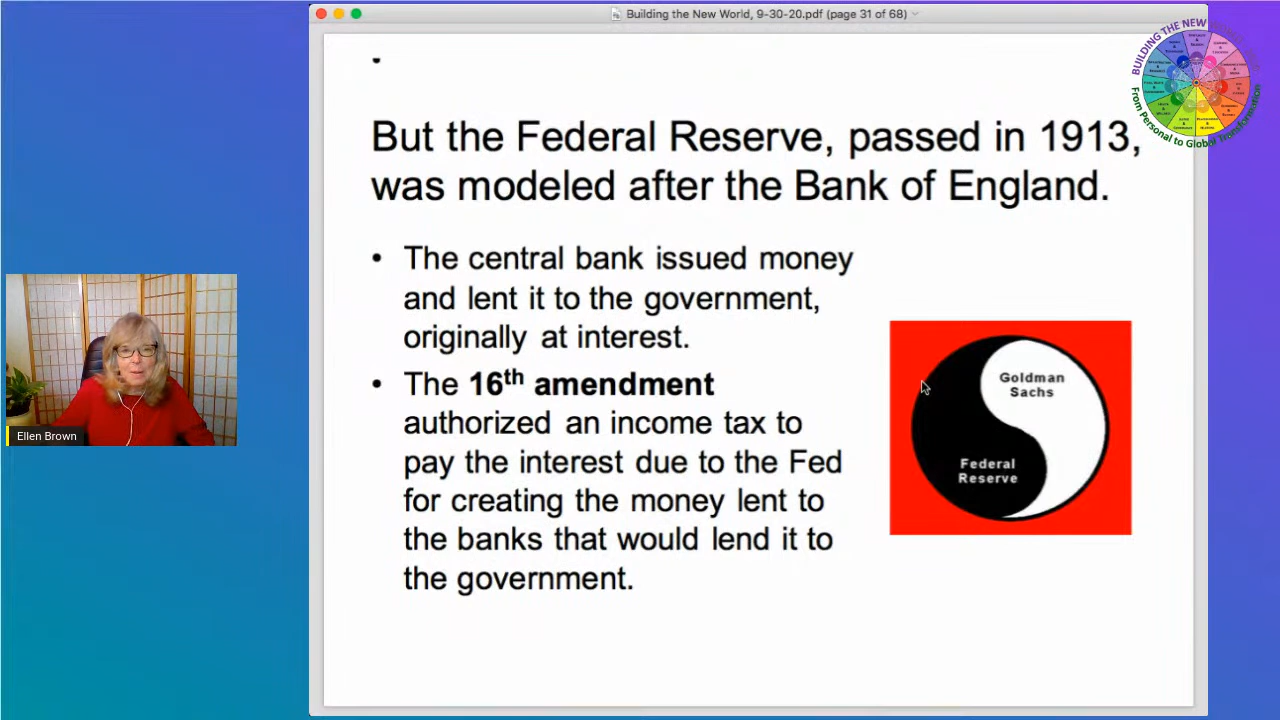 Building the New World, 9-30-20.pdf (page 31 of 68)
BUILDING THE NEW
From Personal to Global Transformation
But the Federal Reserve, passed in 1913,
was modeled after the Bank of England.
• The central bank issued money
and lent it to the government,
originally at interest.
• The 16th amendment
authorized an income tax to
pay the interest due to the Fed
for creating the money lent to
the banks that would lend it to
the government.
Goldman
Sachs
Federal
Reserve
Ellen Brown